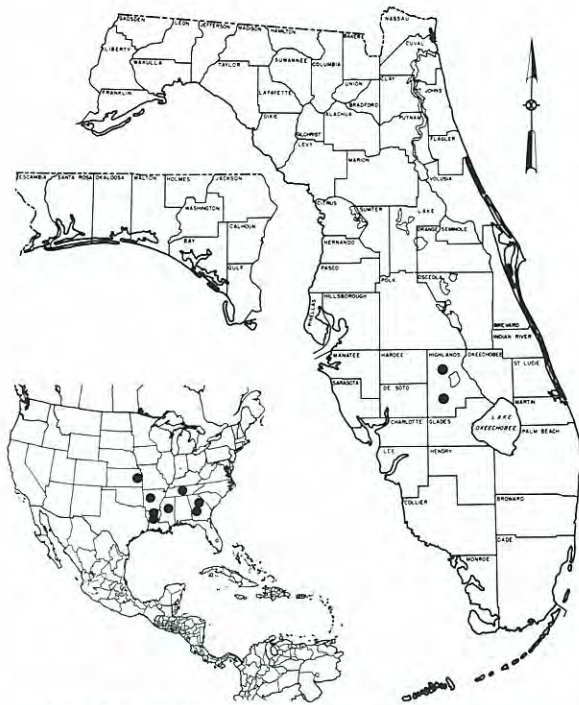 NASSAU
GADSDEN
LEON
JEFFERSON
MADISON
HAMILTON
BAKER
DUVAL
LIBERTY
WAKULLA
TAYLOR
SUWANNEE
COLUMBIA
UNION
CLAY
ST JOHNS
FRANKLIN
LAFAYETTE
BRADFORD
DIXIE
GILCHRIST
ALACHUA
PUTNAM
FLAGLER
LEVY
MARION
VOLUSIA
ESCAMBIA
SANTA ROSA
OKALOOSA
WALTON
HOLMES
JACKSON
WASHINGTON
BAY
CALHOUN
GULF
CITRUS
SUMTER
LAKE
ORANGE
SEMINOLE
HERNANDO
PASCO
POLK
OSCEOLA
PINELLAS
HILLSBOROUGH
BREVARD
INDIAN RIVER
MANATEE
HARDEE
HIGHLANDS
OKEECHOBEE
ST LUCIE
SARASOTA
DE SOTO
MARTIN
CHARLOTTE
GLADES
LAKE
OKEECHOBEE
PALM BEACH
LEE
HENDRY
COLLIER
BROWARD
DADE
MONROE